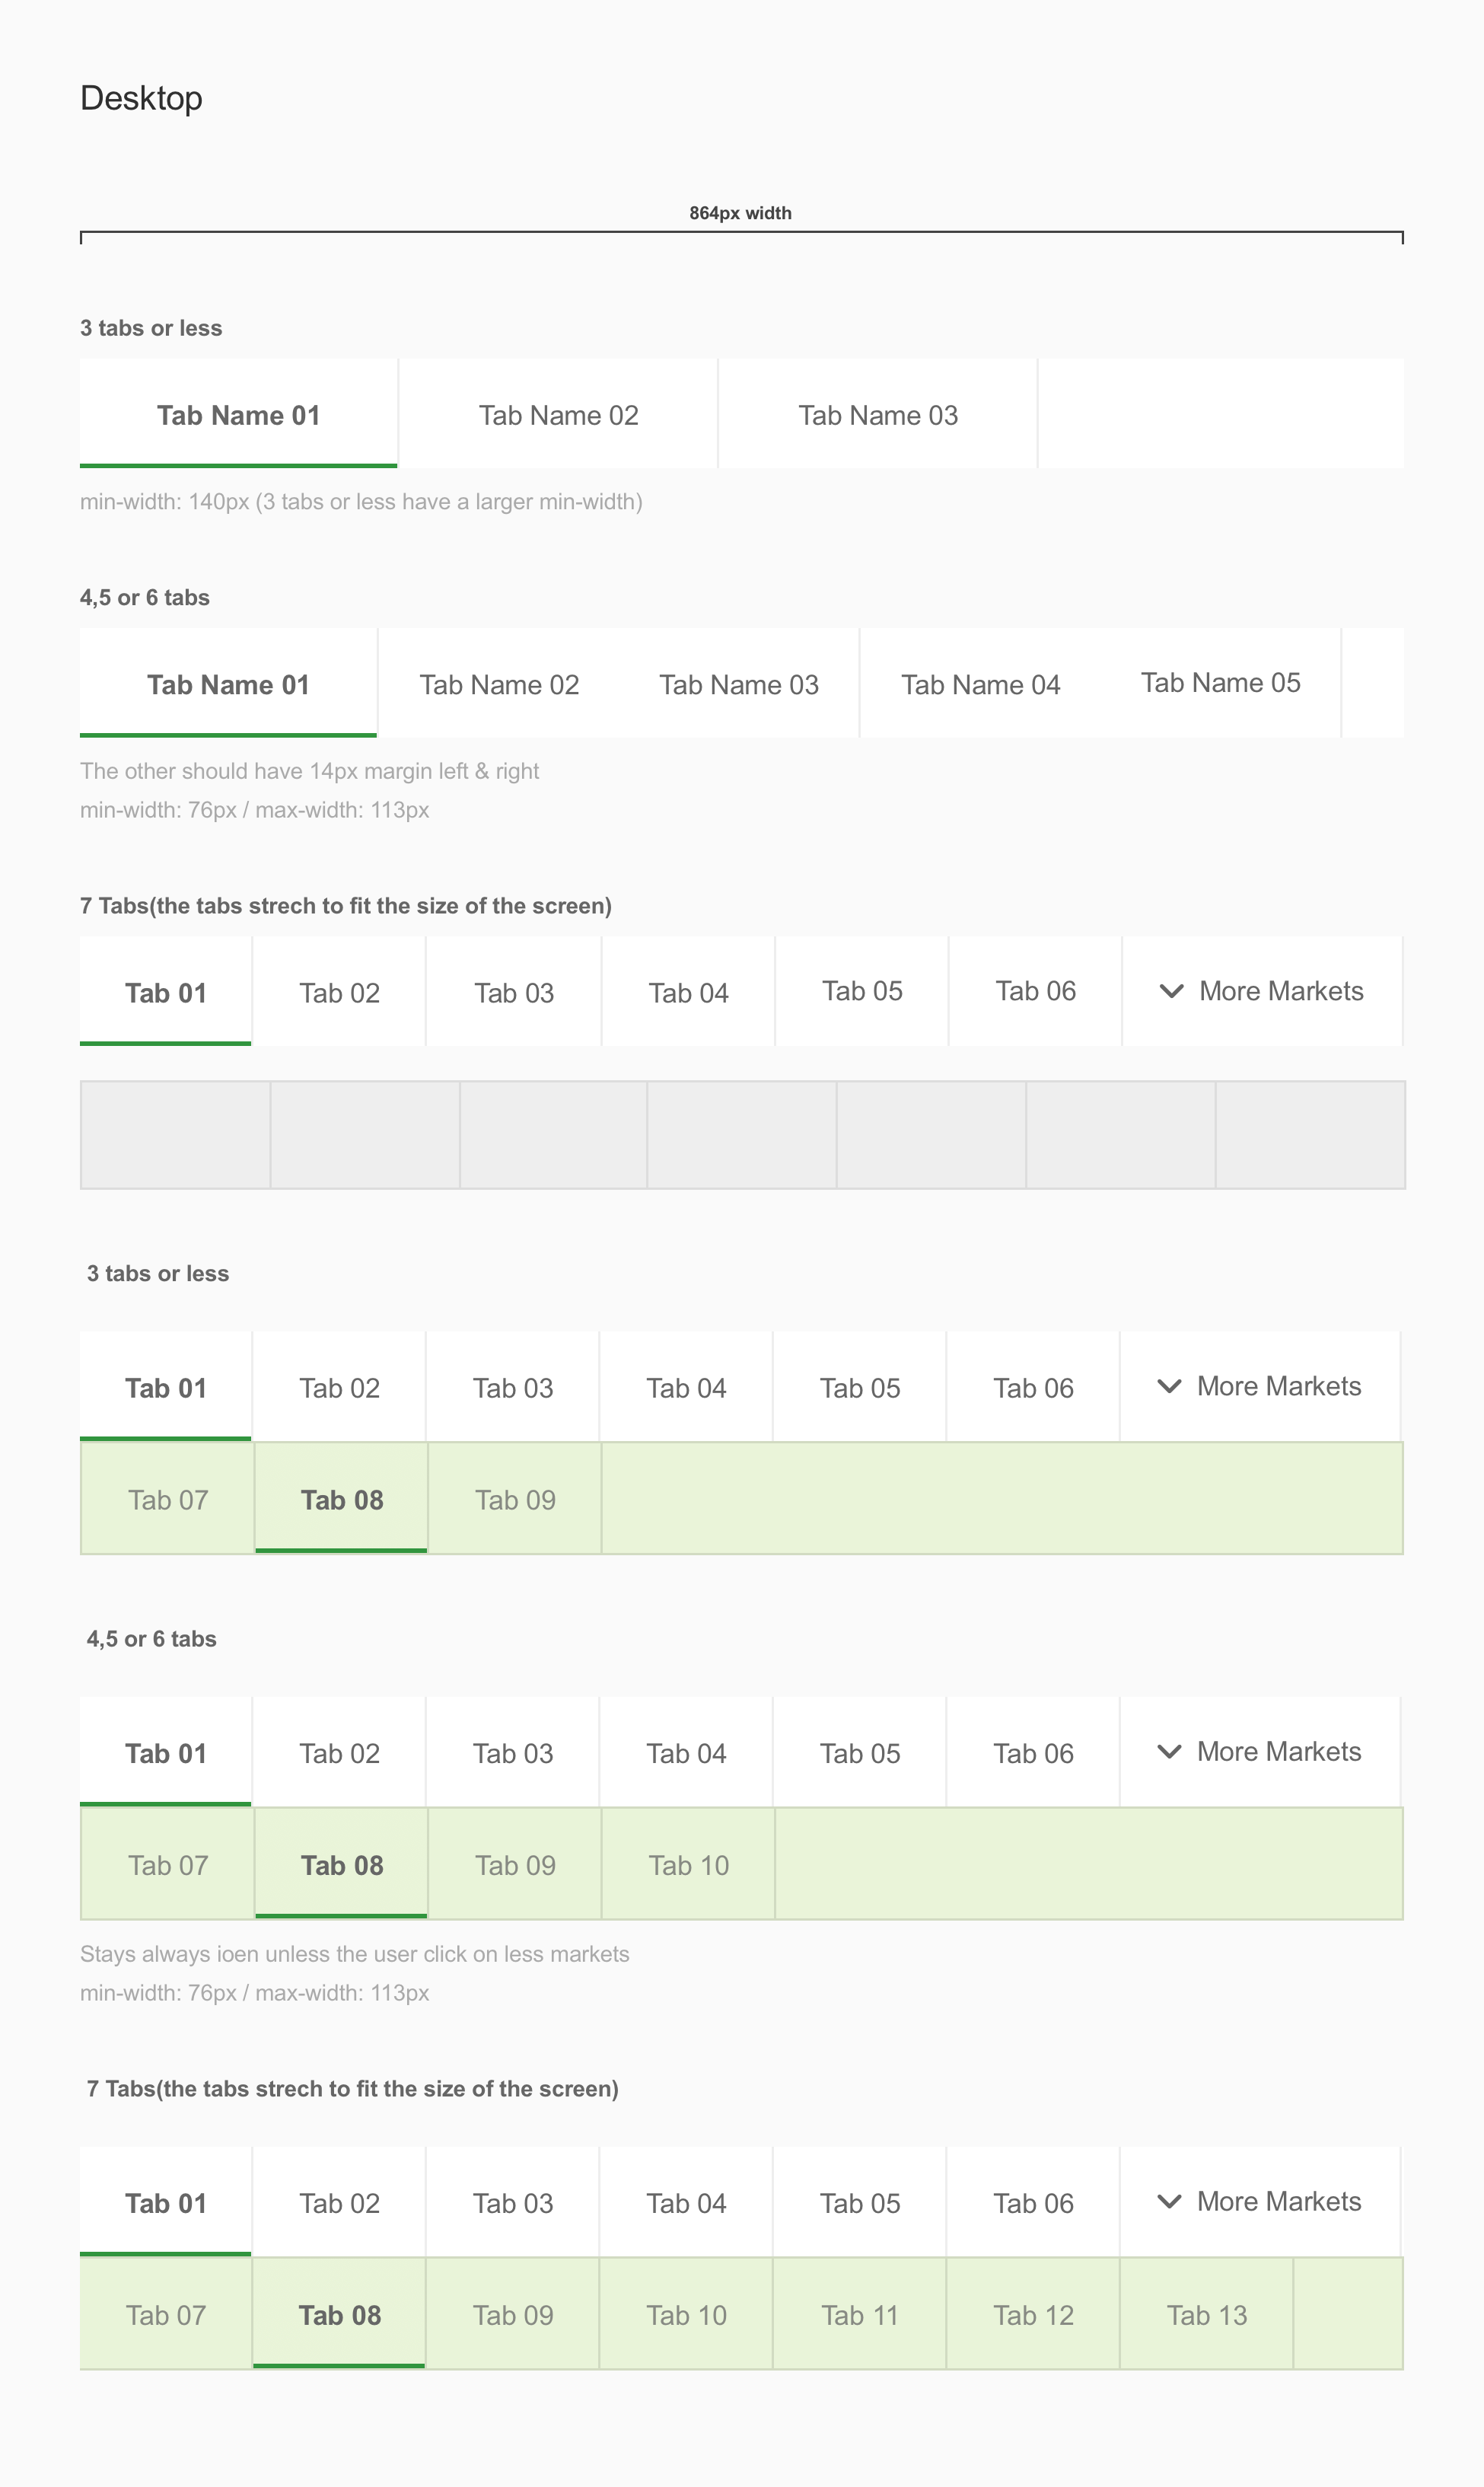 Desktop
864px width
3 tabs or less
Tab Name 01 Tab Name 02 Tab Name 03
min-width: 140px (3 tabs or less have a larger min-width)
4,5 or 6 tabs
Tab Name 01 Tab Name 02 Tab Name 03 Tab Name 04 Tab Name 05
The other should have 14px margin left & right
min-width: 76px / max-width: 113px
7 Tabs(the tabs strech to fit the size of the screen)
Tab 01 Tab 02 Tab 03 Tab 04 Tab 05 Tab 06 More Markets
3 tabs or less
Tab 01 Tab 02 Tab 03 Tab 04 Tab 05 Tab 06 More Markets
Tab 07 Tab 08 Tab 09
4,5 or 6 tabs
Tab 01 Tab 02 Tab 03 Tab 04 Tab 05 Tab 06 More Markets
Tab 07 Tab 08 Tab 09 Tab 10
Stays always ioen unless the user click on less markets
min-width: 76px / max-width: 113px
7 Tabs(the tabs strech to fit the size of the screen)
Tab 01 Tab 02 Tab 03 Tab 04 Tab 05 Tab 06 More Markets
Tab 07 Tab 08 Tab 09 Tab 10 Tab 11 Tab 12 Tab 13